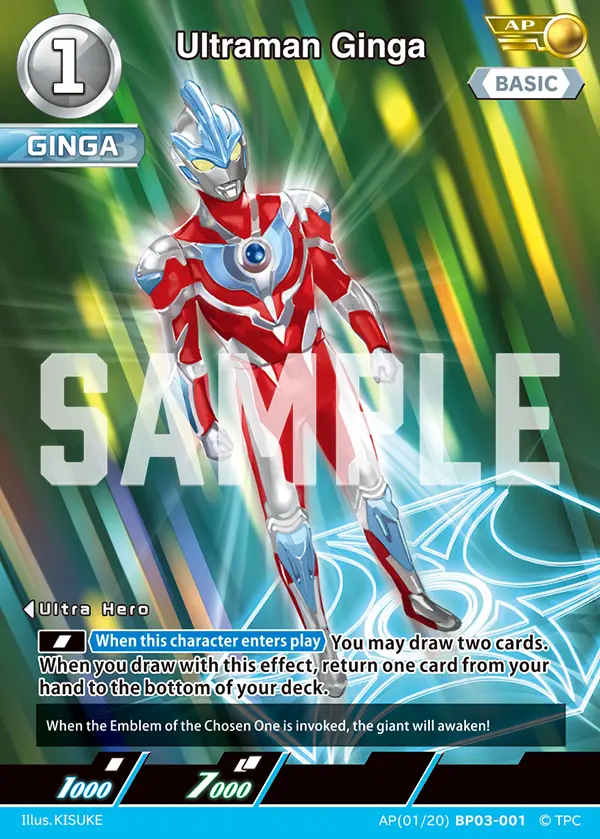 1
Ultraman Ginga
AP
BASIC
GINGA
SAMPLE
Ultra Hero
When this character enters play You may draw two cards.
When you draw with this effect, return one card from your
hand to the bottom of your deck.
When the Emblem of the Chosen One is invoked, the giant will awaken!
1000
7000
Illus. KISUKE
AP(01/20) BP03-001 © TPC